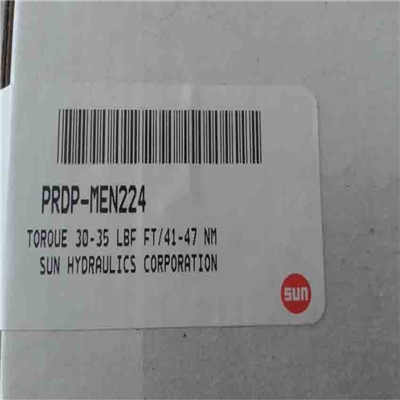 PRDP-MEN224
TORQUE 30-35 LBF FT/41-47 NM
SUN HYDRAULICS CORPORATION
sun